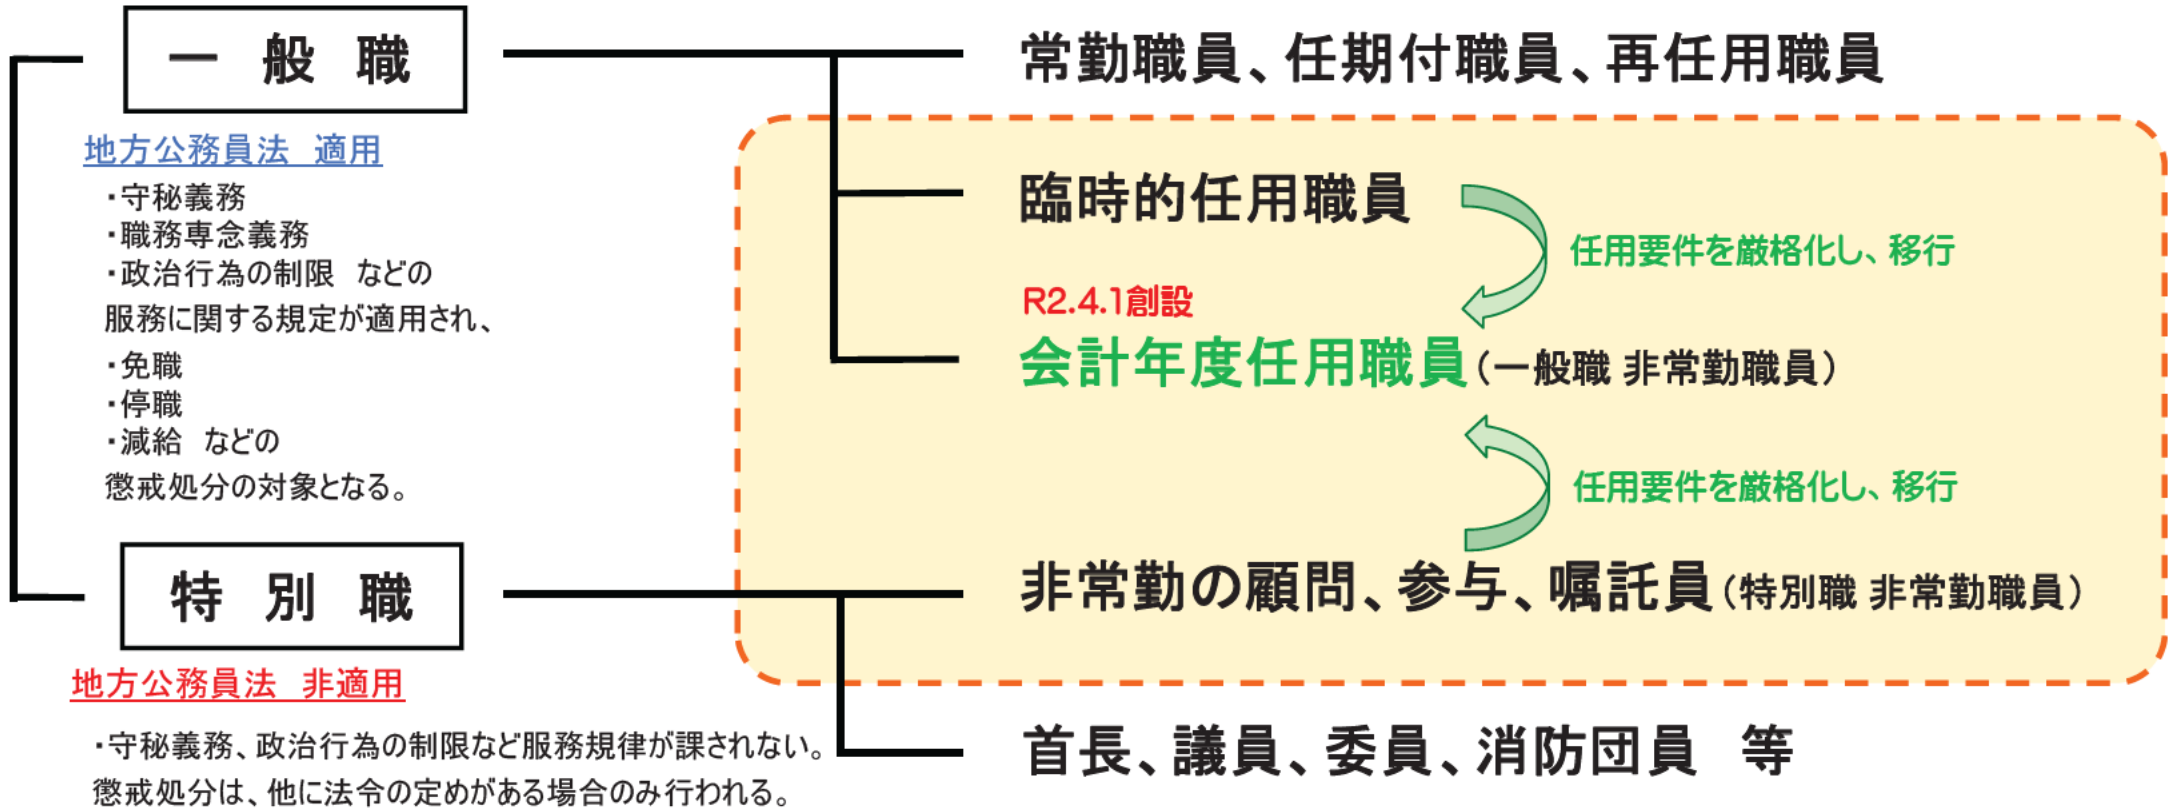 一 般 職
地方公務員法 適用
・守秘義務
・職務専念義務
・政治行為の制限 などの
服務に関する規定が適用され、
・免職
・停職
・減給 などの
懲戒処分の対象となる。
特 別 職
地方公務員法 非適用
・守秘義務、政治行為の制限など服務規律が課されない。
懲戒処分は、他に法令の定めがある場合のみ行われる。
常勤職員、任期付職員、再任用職員
臨時的任用職員
任用要件を厳格化し、移行
R2.4.1創設
会計年度任用職員（一般職 非常勤職員）
任用要件を厳格化し、移行
非常勤の顧問、参与、嘱託員（特別職 非常勤職員）
首長、議員、委員、消防団員 等